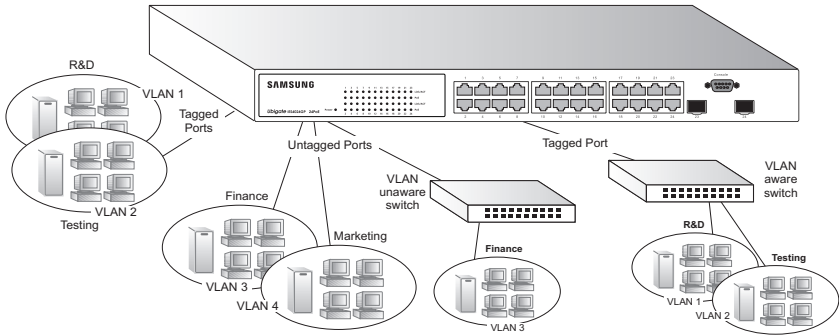 R&D
VLAN 1
Tagged
Ports
VLAN 2
Testing
SAMSUNG
Console
Untagged Ports
Tagged Port
Finance
VLAN 3
Marketing
VLAN 4
VLAN
unaware
switch
Finance
VLAN 3
VLAN
aware
switch
R&D
VLAN 1
Testing
VLAN 2